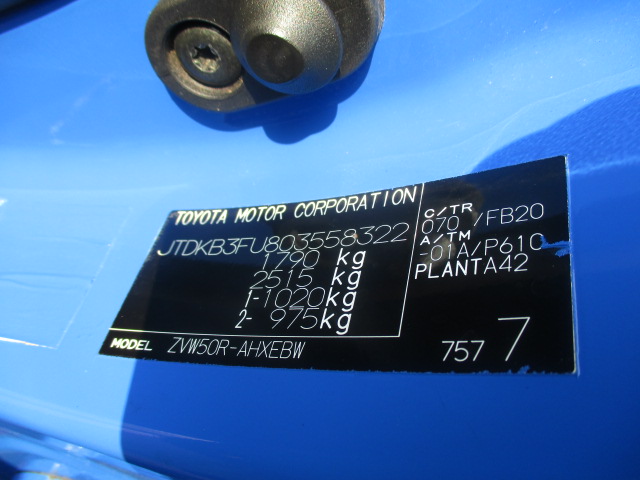 TOYOTA MOTOR CORPORATION
JTDKB3FU803558322
1790 kg
2515 kg
1-1020kg
2- 975kg
MODEL ZVW50R-AHXEBW
C/TR
070 /FB20
A/TM
-01A/P610
PLANTA42
757 7